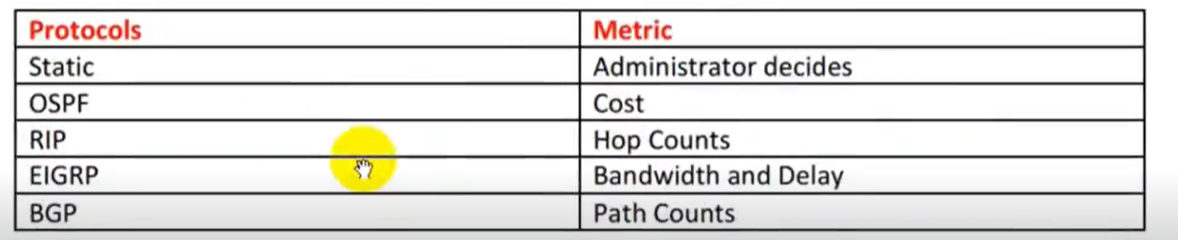 Protocols Metric
Static Administrator decides
OSPF Cost
RIP Hop Counts
EIGRP Bandwidth and Delay
BGP Path Counts